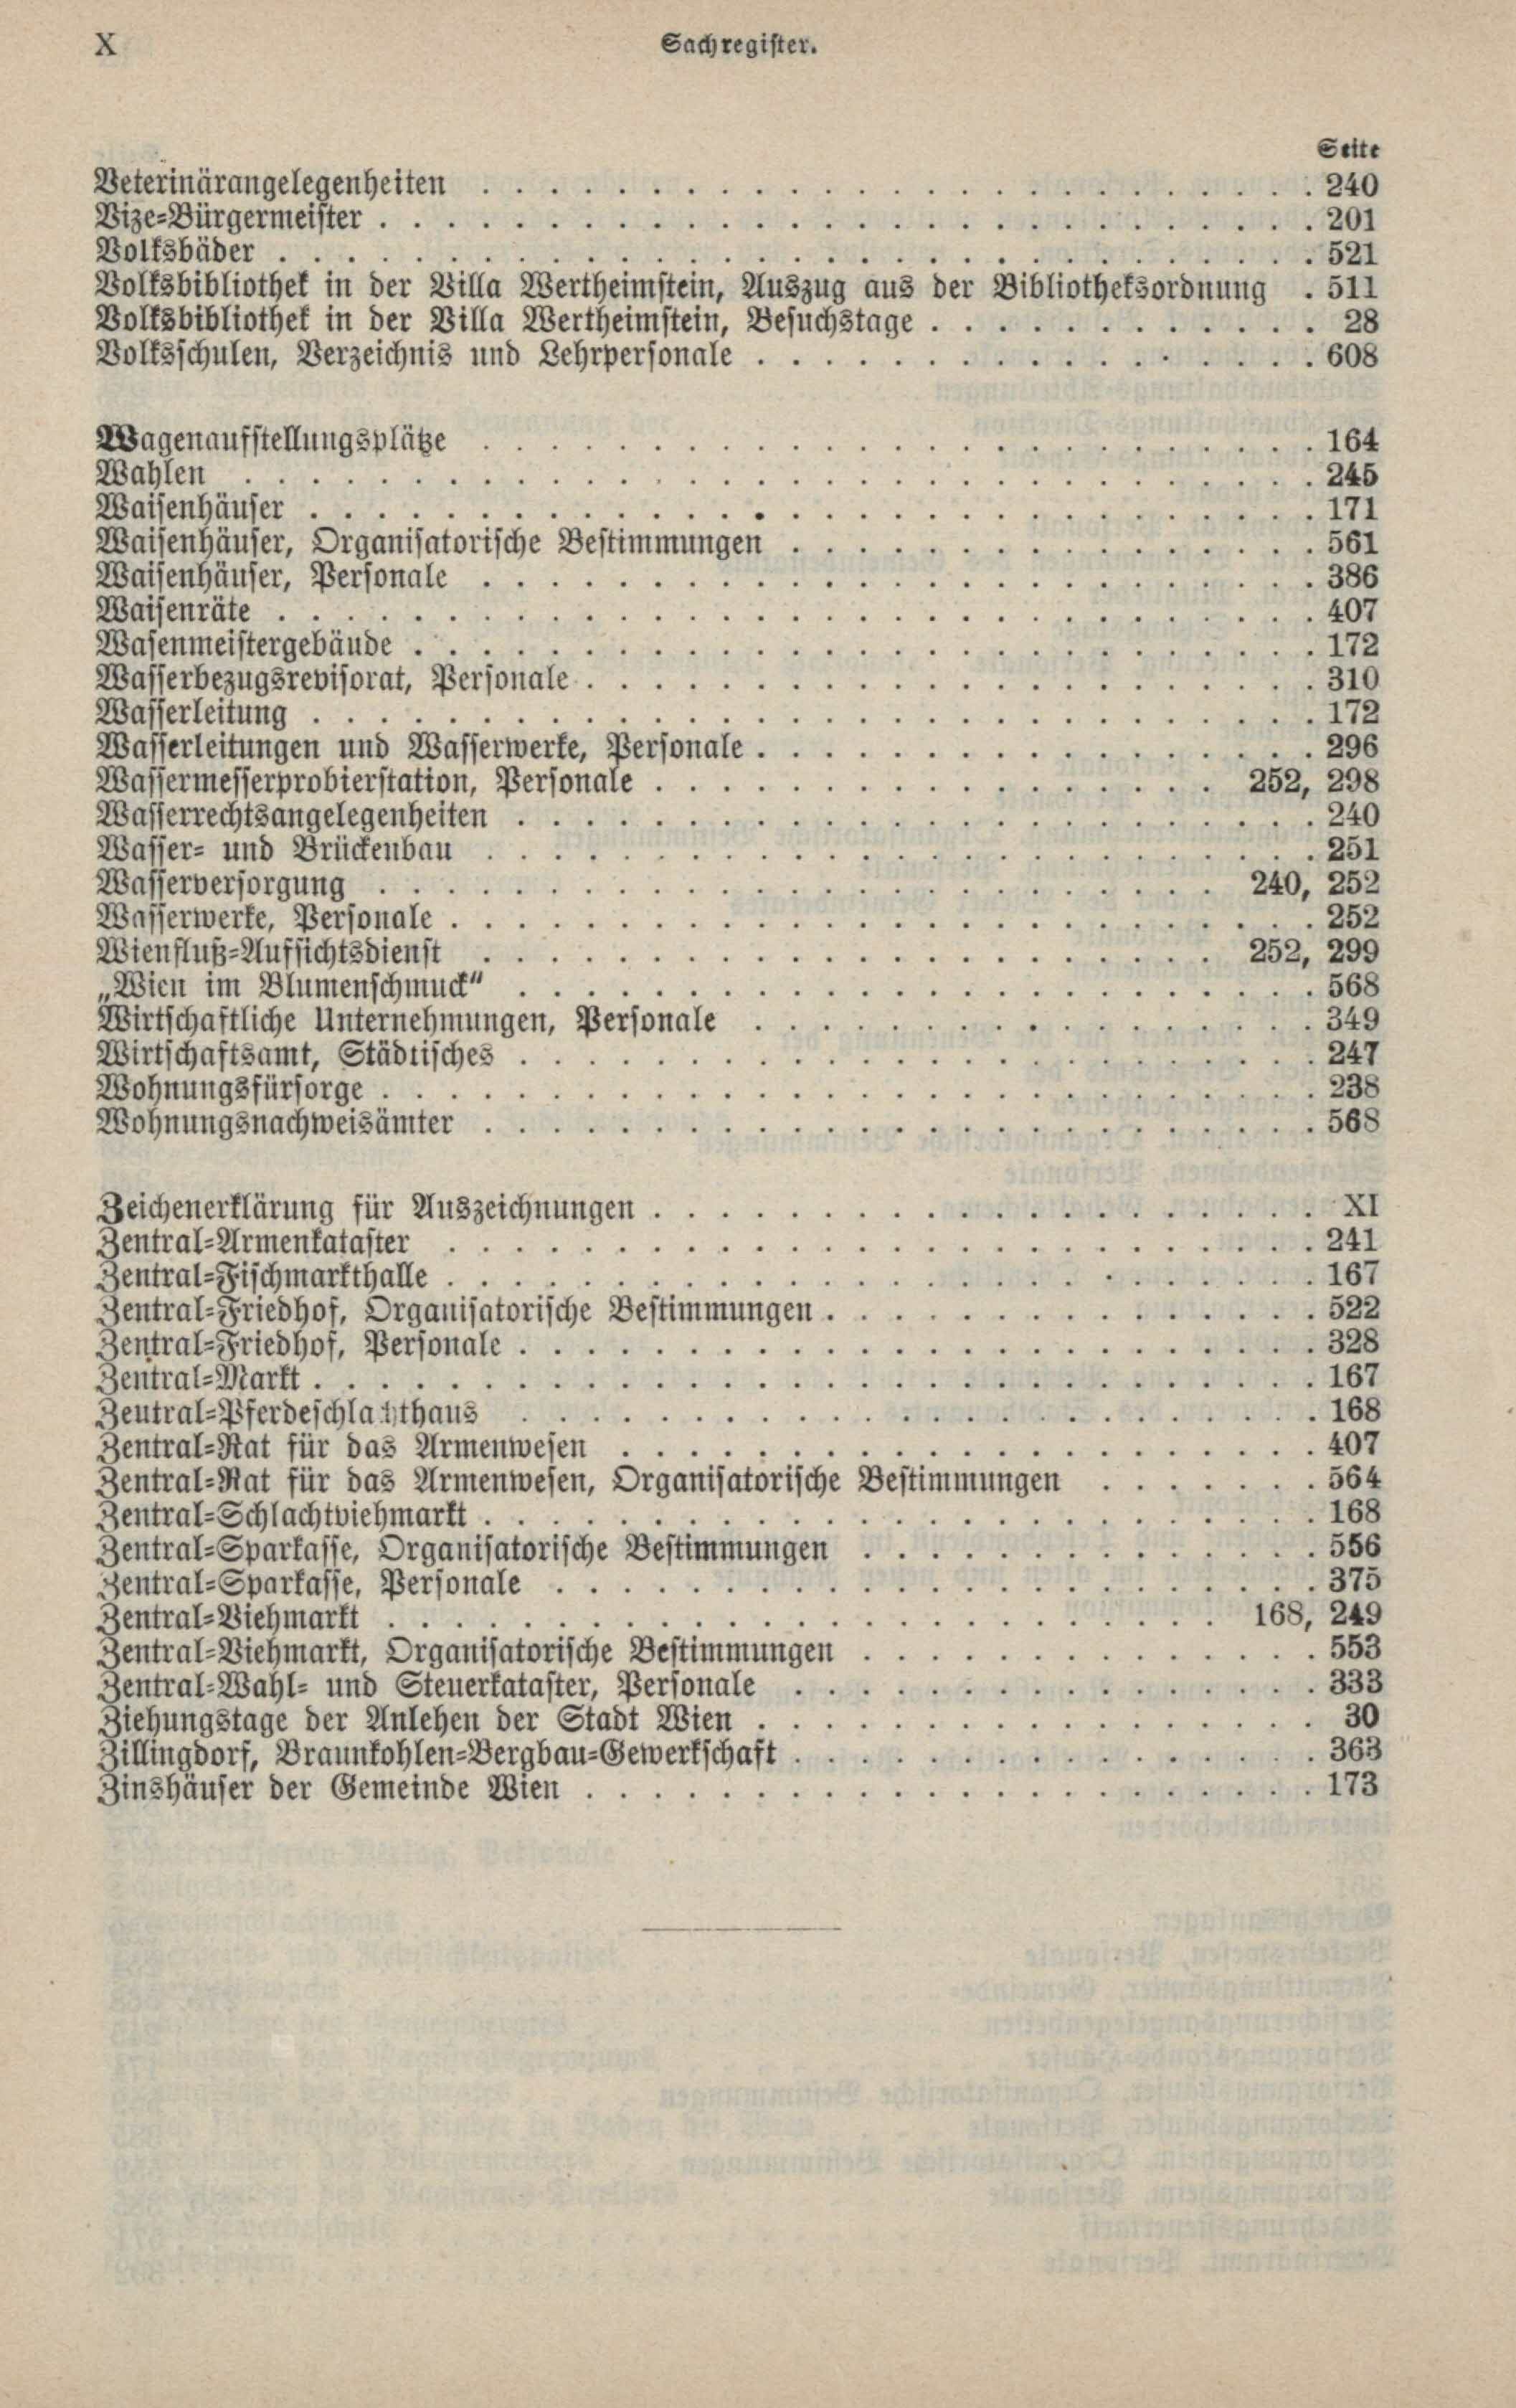 X Sachregister.
Seite
Veterinärangelegenheiten . . . . . . . . . . 240
Vize-Bürgermeister . . . . . . . . . . 201
Volksbäder . . . . . . . . . . 521
Volksbibliothek in der Villa Wertheimstein, Auszug aus der Bibliotheksordnung . 511
Volksbibliothek in der Villa Wertheimstein, Besuchstage . . . . . . . . . . 28
Volksschulen, Verzeichnis und Lehrpersonale . . . . . . . . . . 608
Wagenaufstellungsplätze . . . . . . . . . . 164
Wahlen . . . . . . . . . . 245
Waisenhäuser . . . . . . . . . . 171
Waisenhäuser, Organisatorische Bestimmungen . . . . . . . . . . 561
Waisenhäuser, Personale . . . . . . . . . . 386
Waisenräte . . . . . . . . . . 407
Wasenmeistergebäude . . . . . . . . . . 172
Wasserbezugsrevisorat, Personale . . . . . . . . . . 310
Wasserleitung . . . . . . . . . . 172
Wasserleitungen und Wasserwerke, Personale . . . . . . . . . . 296
Wassermesserprobierstation, Personale . . . . . . . . . . 252, 298
Wasserrechtsangelegenheiten . . . . . . . . . . 240
Wasser- und Brückenbau . . . . . . . . . . 251
Wasserversorgung . . . . . . . . . . 240, 252
Wasserwerke, Personale . . . . . . . . . . 252
Wienfluß-Aufsichtsdienst . . . . . . . . . . 252, 299
„Wien im Blumenschmuck“ . . . . . . . . . . 568
Wirtschaftliche Unternehmungen, Personale . . . . . . . . . . 349
Wirtschaftsamt, Städtisches . . . . . . . . . . 247
Wohnungsfürsorge . . . . . . . . . . 238
Wohnungsnachweisämter . . . . . . . . . . 568
Zeichenerklärung für Auszeichnungen . . . . . . . . . . XI
Zentral-Armenkataster . . . . . . . . . . 241
Zentral-Fischmarkthalle . . . . . . . . . . 167
Zentral-Friedhof, Organisatorische Bestimmungen . . . . . . . . . . 522
Zentral-Friedhof, Personale . . . . . . . . . . 328
Zentral-Markt . . . . . . . . . . 167
Zentral-Pferdeschlachthaus . . . . . . . . . . 168
Zentral-Rat für das Armenwesen . . . . . . . . . . 407
Zentral-Rat für das Armenwesen, Organisatorische Bestimmungen . . . . . . . 564
Zentral-Schlachtviehmarkt . . . . . . . . . . 168
Zentral-Sparkasse, Organisatorische Bestimmungen . . . . . . . . . . 556
Zentral-Sparkasse, Personale . . . . . . . . . . 375
Zentral-Viehmarkt . . . . . . . . . . 168, 249
Zentral-Viehmarkt, Organisatorische Bestimmungen . . . . . . . . . . 553
Zentral-Wahl- und Steuerkataster, Personale . . . . . . . . . . 333
Ziehungstage der Anlehen der Stadt Wien . . . . . . . . . . 30
Zillingdorf, Braunkohlen-Bergbau-Gewerkschaft . . . . . . . . . . 363
Zinshäuser der Gemeinde Wien . . . . . . . . . . 173